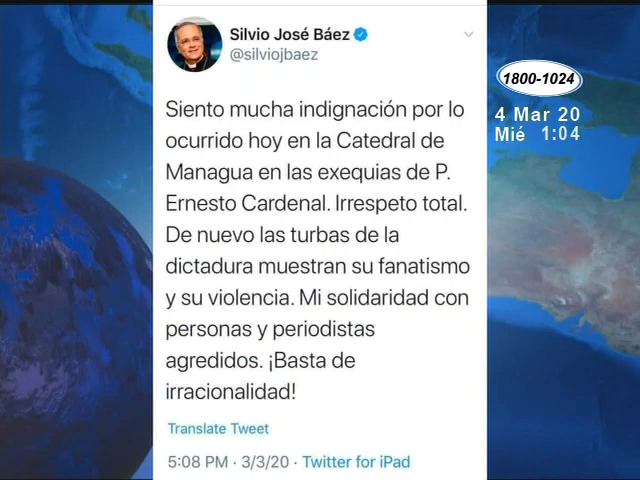 Silvio José Báez
@silviojbaez
Siento mucha indignación por lo
ocurrido hoy en la Catedral de
Managua en las exequias de P.
Ernesto Cardenal. Irrespeto total.
De nuevo las turbas de la
dictadura muestran su fanatismo
y su violencia. Mi solidaridad con
personas y periodistas
agredidos. ¡Basta de
irracionalidad!
Translate Tweet
5:08 PM · 3/3/20 · Twitter for iPad
1800-1024
4 Mar 20
Mié 1:04